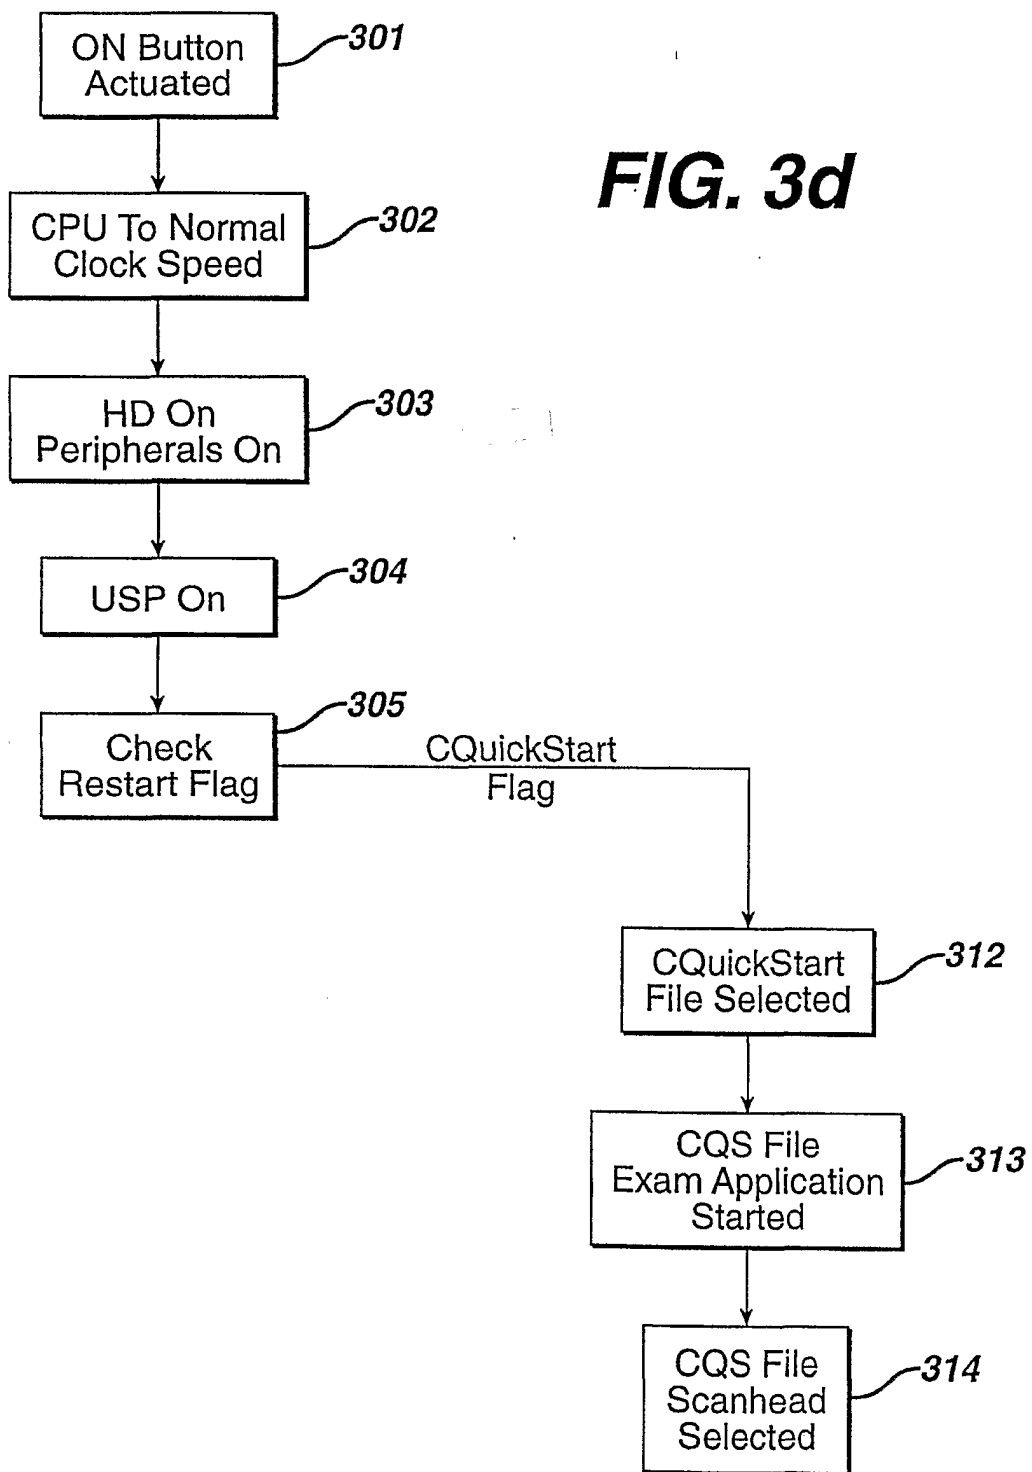 ON Button
Actuated
301
FIG. 3d
CPU To Normal
Clock Speed
302
HD On
Peripherals On
303
USP On
304
Check
Restart Flag
305
CQuickStart
Flag
CQuickStart
File Selected
312
CQS File
Exam Application
Started
313
CQS File
Scanhead
Selected
314